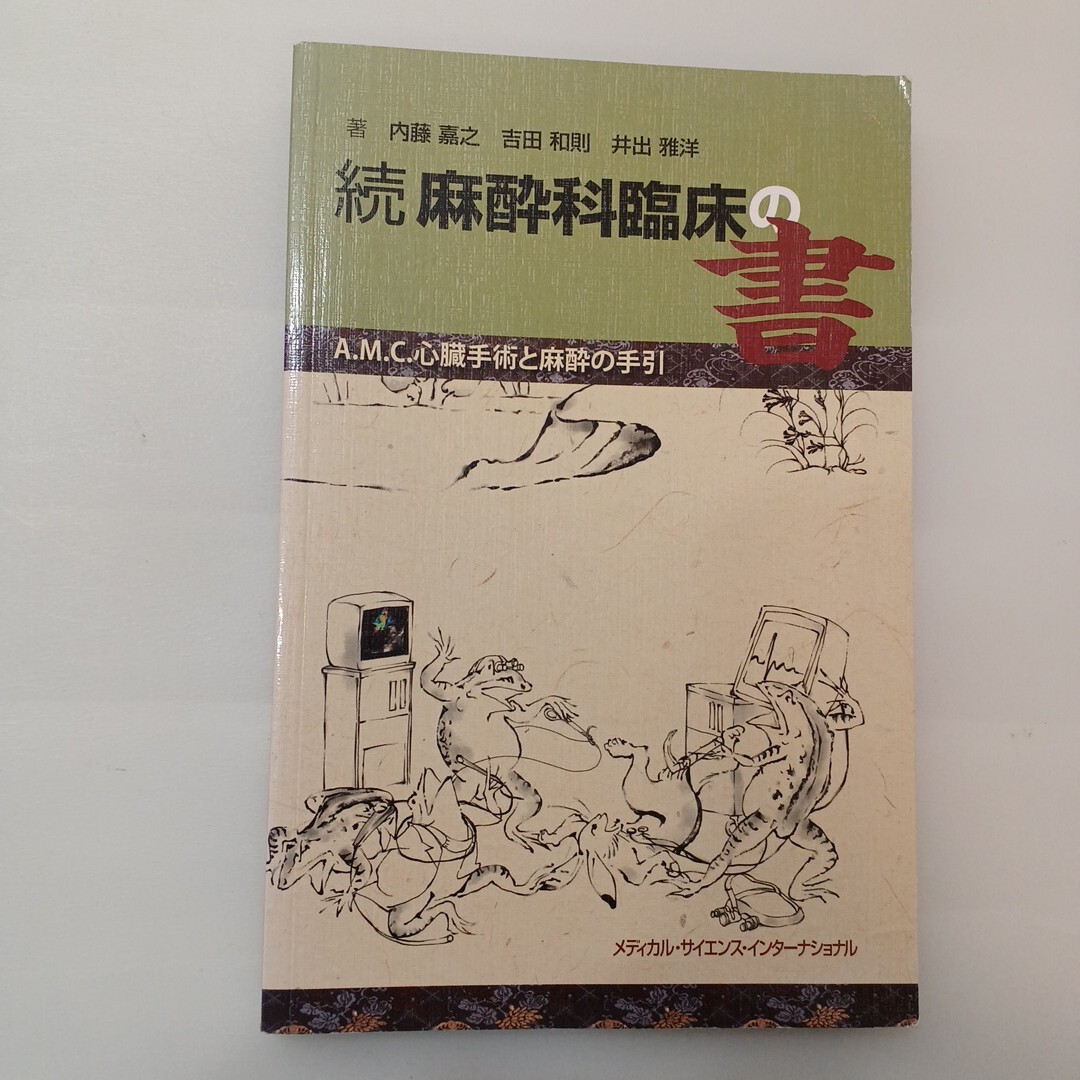 著 内藤 嘉之 吉田 和則 井出 雅洋
続 麻酔科臨床の書
A.M.C.心臓手術と麻酔の手引
メディカル・サイエンス・インターナショナル